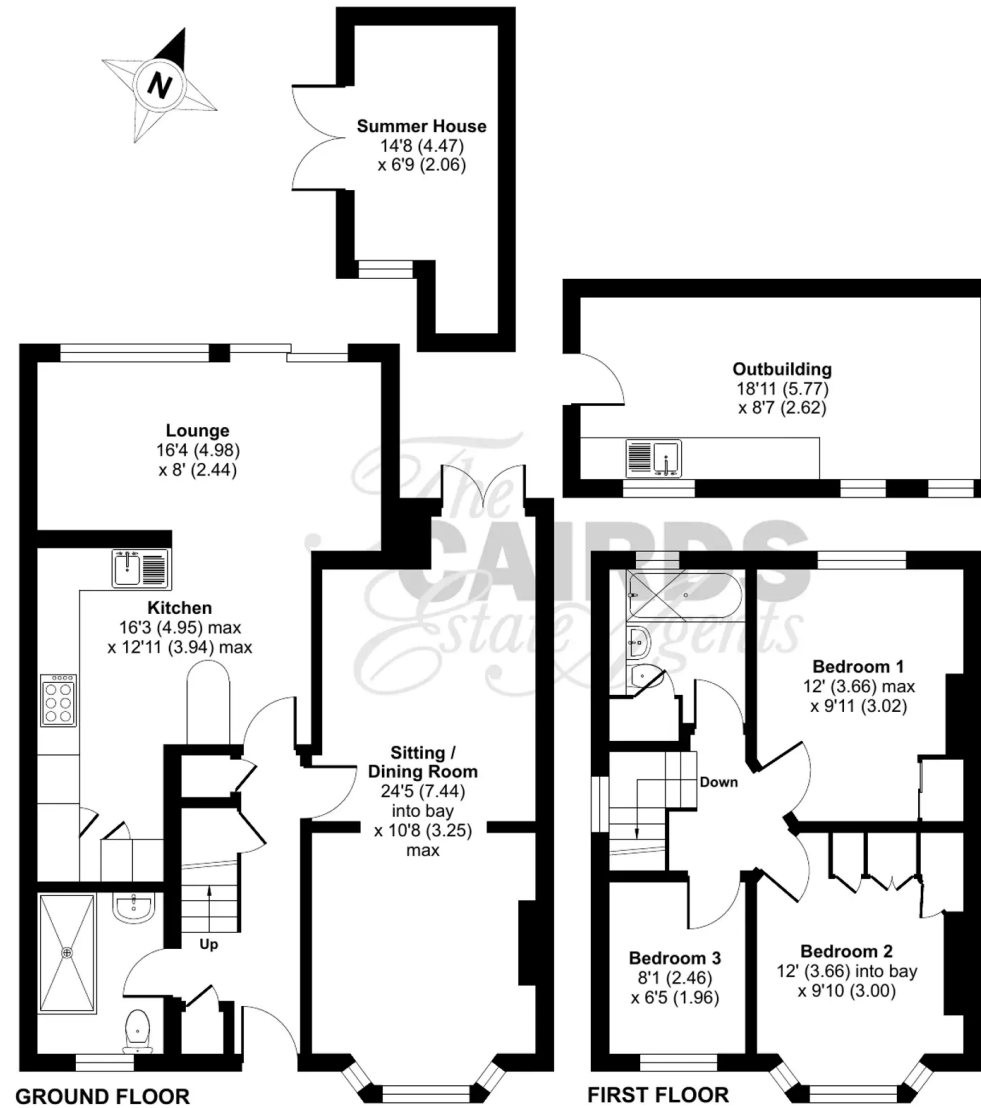 N
Summer House
14'8 (4.47)
x 6'9 (2.06)
Outbuilding
18'11 (5.77)
x 8'7 (2.62)
Lounge
16'4 (4.98)
x 8' (2.44)
The
CAIRDS
Estate Agents
Kitchen
16'3 (4.95) max
x 12'11 (3.94) max
Sitting /
Dining Room
24'5 (7.44)
into bay
x 10'8 (3.25)
max
Up
Bedroom 1
12' (3.66) max
x 9'11 (3.02)
Down
Bedroom 3
8'1 (2.46)
x 6'5 (1.96)
Bedroom 2
12' (3.66) into bay
x 9'10 (3.00)
GROUND FLOOR
FIRST FLOOR